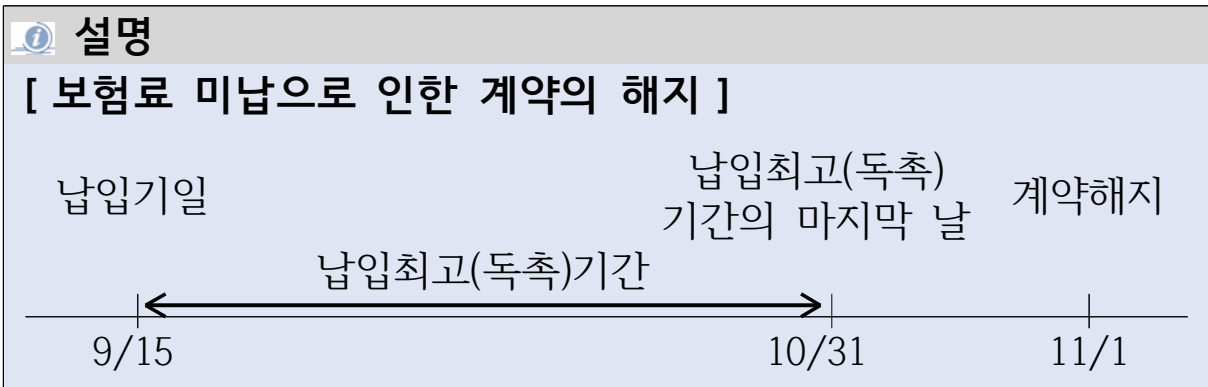 설명
[ 보험료 미납으로 인한 계약의 해지 ]
납입기일
납입최고(독촉)
기간의 마지막 날
계약해지
납입최고(독촉)기간
9/15
10/31
11/1